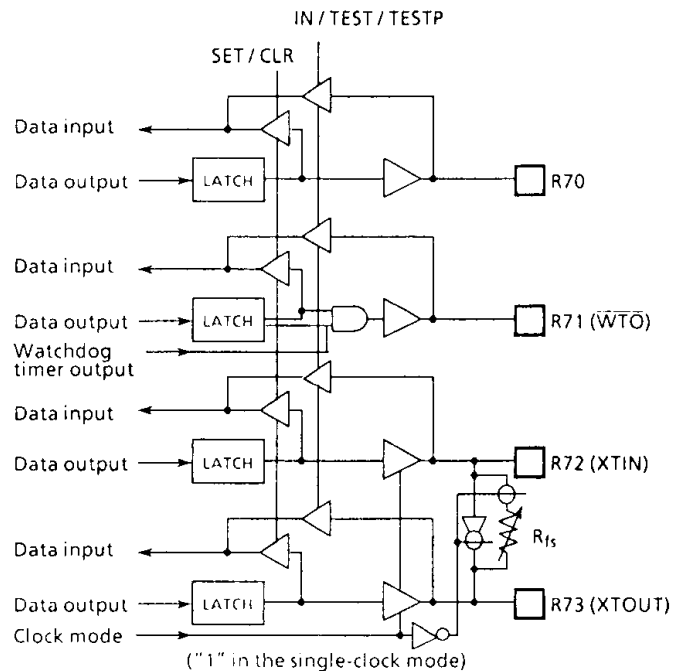 IN / TEST / TESTP
SET / CLR
Data input
Data output
LATCH
R70
Data input
Data output
LATCH
R71 (W̅T̅O̅)
Watchdog
timer output
Data input
Data output
LATCH
R72 (XTIN)
Rfs
Data input
Data output
LATCH
R73 (XTOUT)
Clock mode
("1" in the single-clock mode)